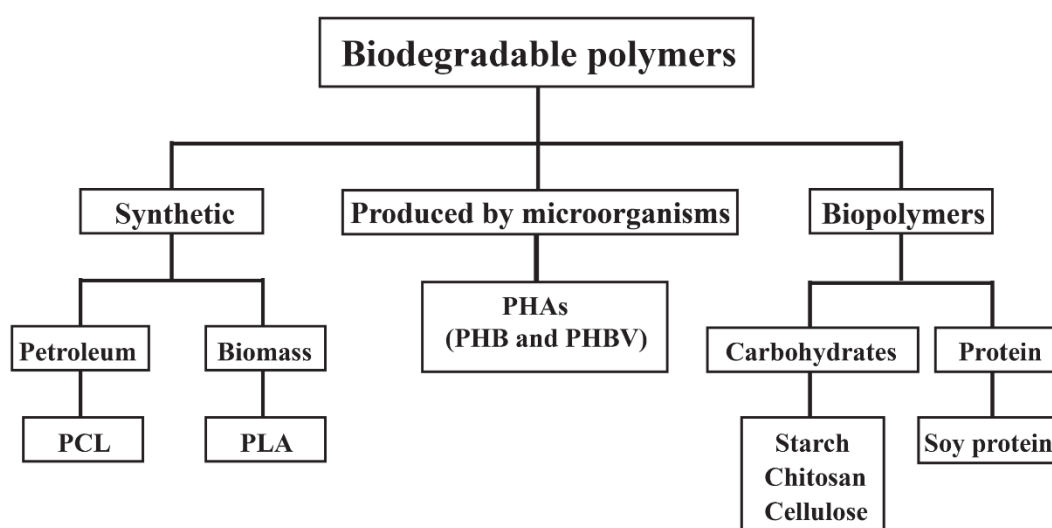 Biodegradable polymers
Synthetic
Produced by microorganisms
Biopolymers
PHAs
(PHB and PHBV)
Petroleum
Biomass
Carbohydrates
Protein
PCL
PLA
Starch
Chitosan
Cellulose
Soy protein